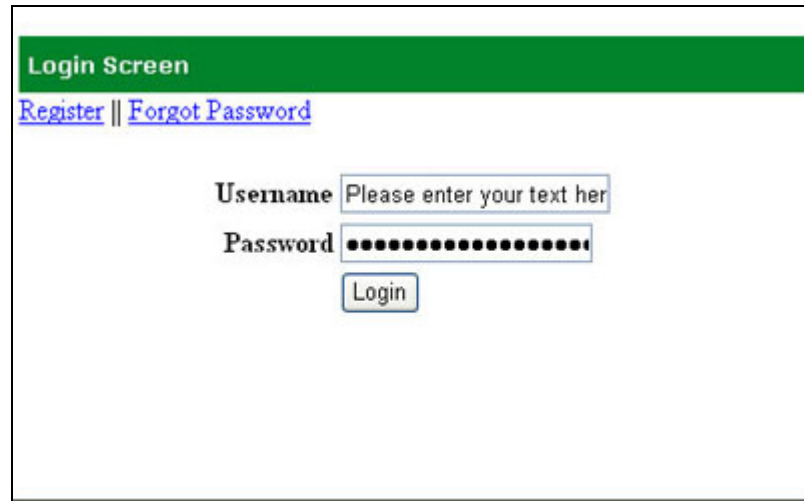 Login Screen
Register || Forgot Password
Username Please enter your text her
Password ••••••••••••••••••
Login